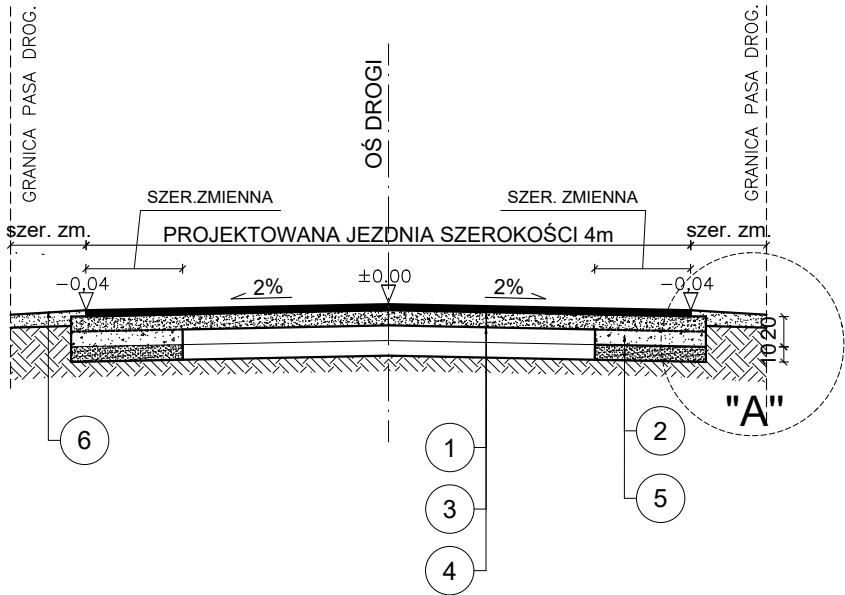 GRANICA PASA DROG.
OŚ DROGI
GRANICA PASA DROG.
SZER.ZMIENNA
SZER. ZMIENNA
szer. zm.
PROJEKTOWANA JEZDNIA SZEROKOŚCI 4m
szer. zm.
-0,04
2%
±0,00
2%
-0,04
20
10
"A"
6
1
2
3
5
4